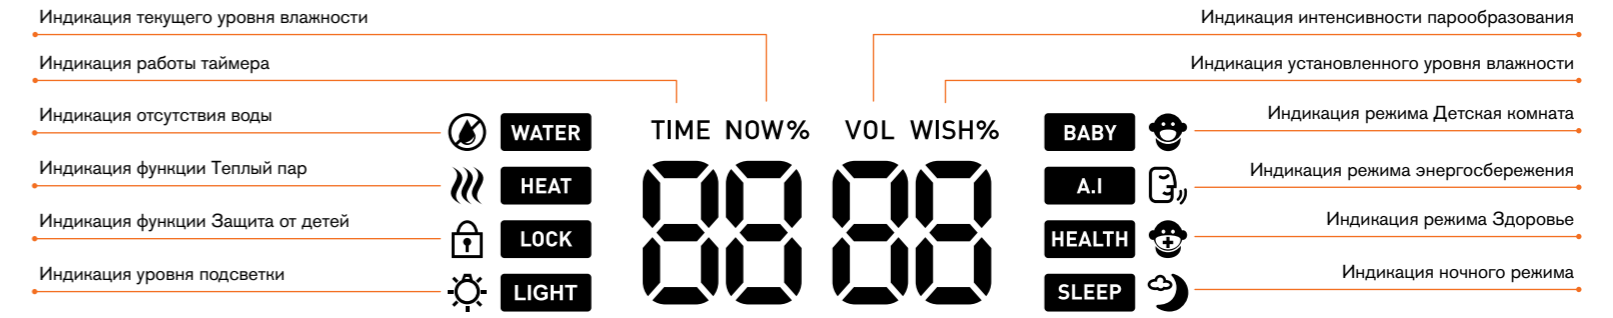 Индикация текущего уровня влажности
Индикация интенсивности парообразования
Индикация работы таймера
Индикация установленного уровня влажности
Индикация отсутствия воды
WATER
TIME NOW% VOL WISH%
BABY
Индикация режима Детская комната
Индикация функции Теплый пар
HEAT
88 88
A.I
Индикация режима энергосбережения
Индикация функции Защита от детей
LOCK
HEALTH
Индикация режима Здоровье
Индикация уровня подсветки
LIGHT
SLEEP
Индикация ночного режима